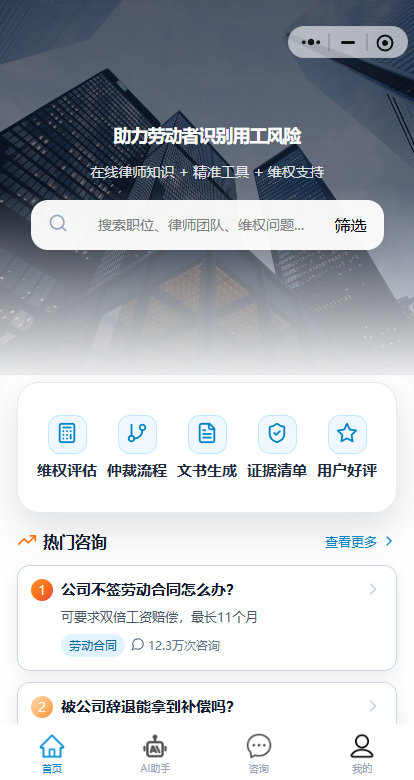 助力劳动者识别用工风险
在线律师知识 + 精准工具 + 维权支持
搜索职位、律师团队、维权问题... 筛选
维权评估 仲裁流程 文书生成 证据清单 用户好评
热门咨询 查看更多
1 公司不签劳动合同怎么办?
可要求双倍工资赔偿，最长11个月
劳动合同 12.3万次咨询
2 被公司辞退能拿到补偿吗?
首页 AI助手 咨询 我的